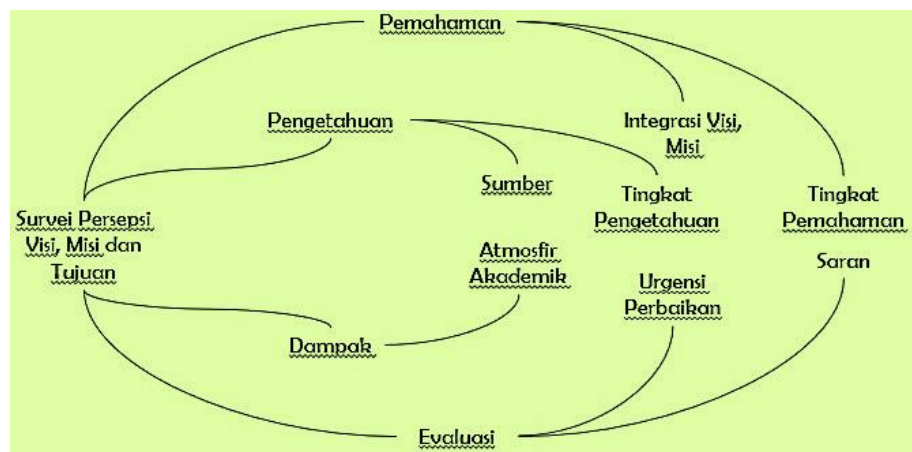 Pemahaman
Pengetahuan
Integrasi Visi,
Misi
Sumber
Tingkat
Pengetahuan
Tingkat
Pemahaman
Survei Persepsi
Visi, Misi dan
Tujuan
Atmosfir
Akademik
Urgensi
Perbaikan
Saran
Dampak
Evaluasi